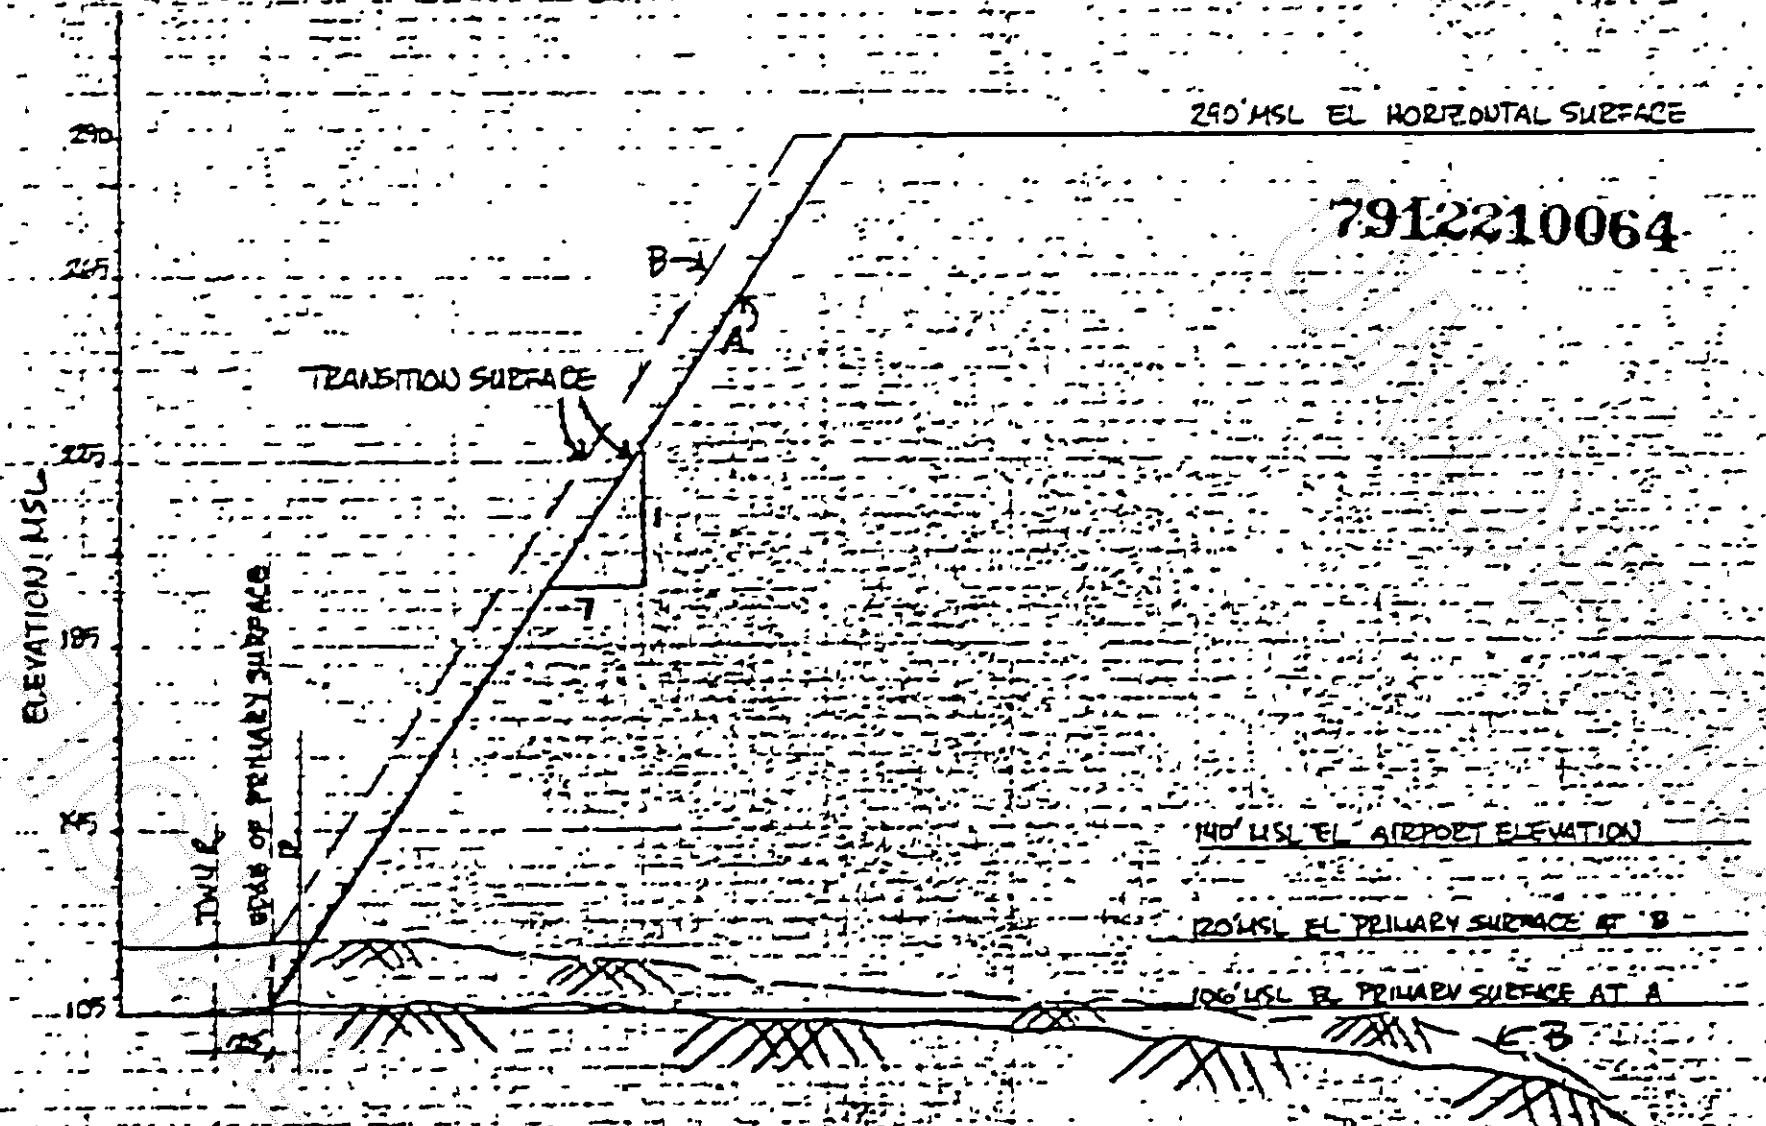 290' MSL EL HORIZONTAL SURFACE
290
7912210064
B
265
A
TRANSITION SURFACE
225
ELEVATION, MSL
1
7
185
EDGE OF PRIMARY SURFACE
145
140' MSL EL AIRPORT ELEVATION
120' MSL EL PRIMARY SURFACE AT B
106' MSL EL PRIMARY SURFACE AT A
105
B